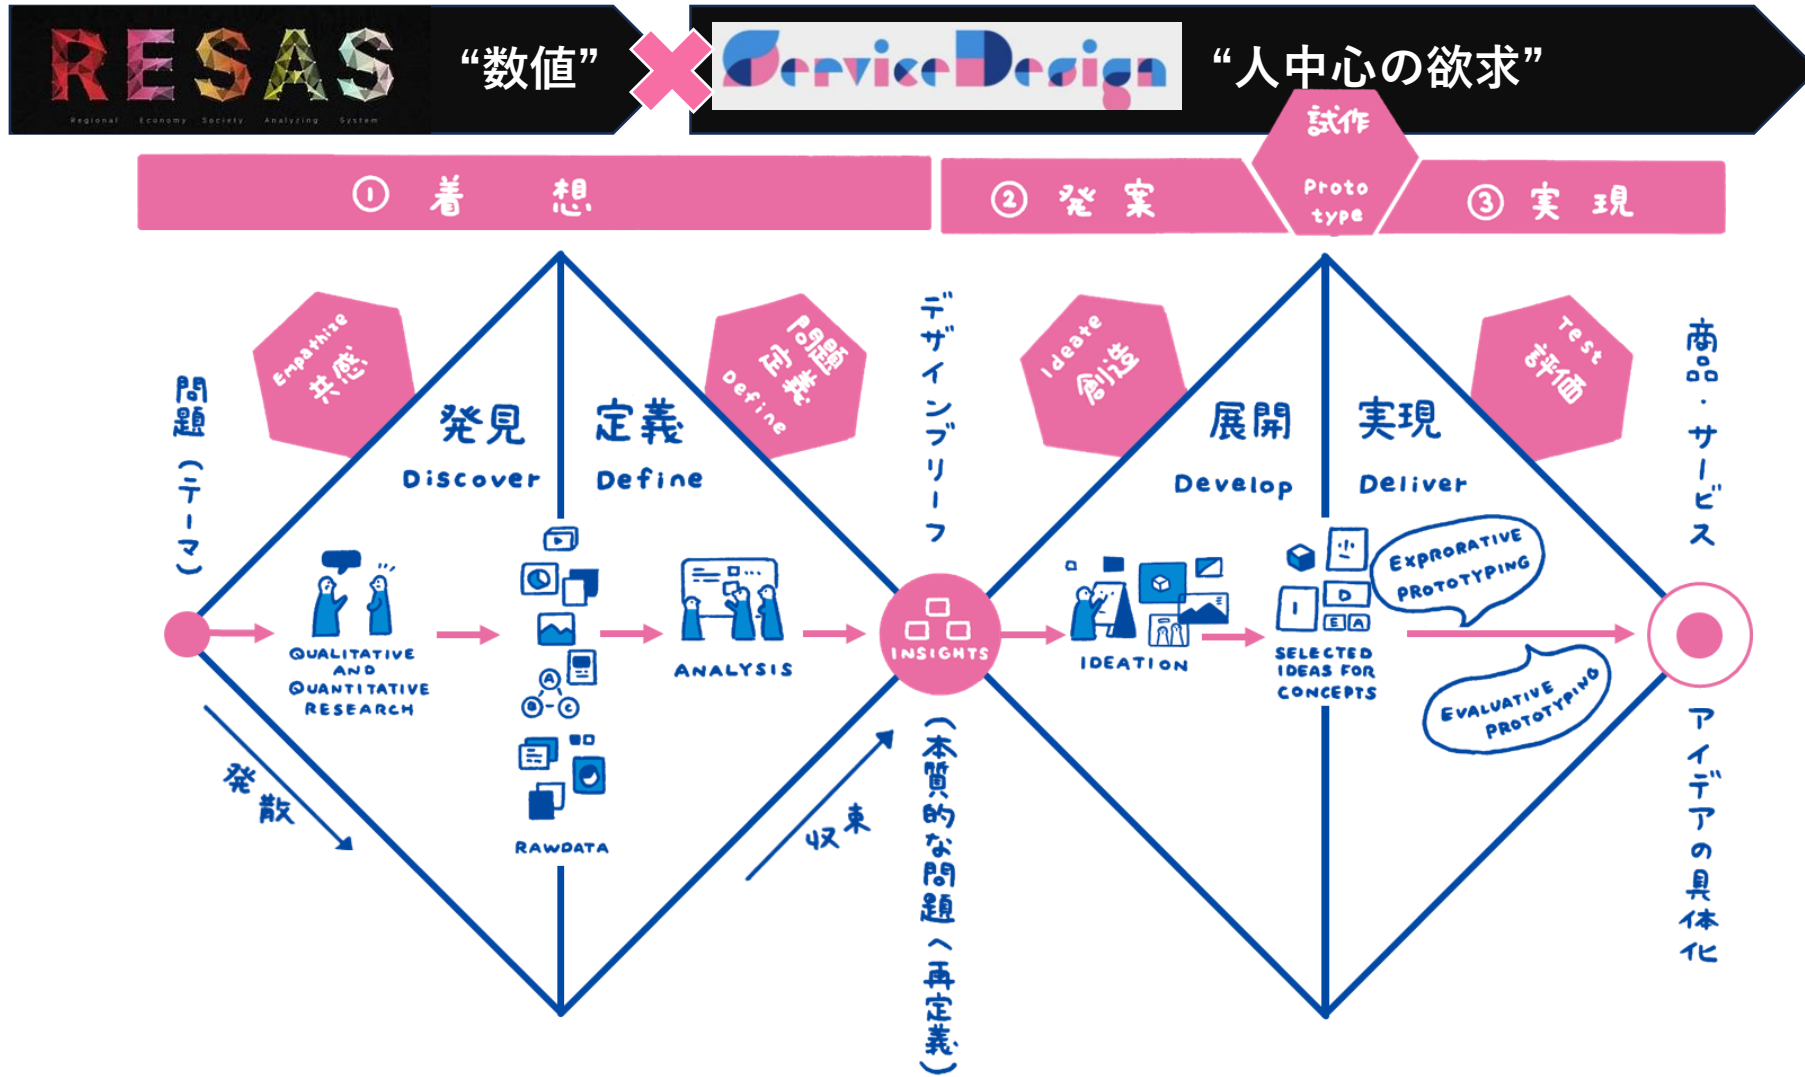 RESAS
Regional Economy Society Analyzing System
“数値”
Service Design
“人中心の欲求”
① 着 想
② 発 案
試作
Proto
type
③ 実 現
Empathize
共感
問題
定義
Define
Ideate
創造
Test
評価
発見
Discover
定義
Define
展開
Develop
実現
Deliver
問題（テーマ）
デザインブリーフ
商品・サービス
QUALITATIVE
AND
QUANTITATIVE
RESEARCH
A
B
C
RAWDATA
ANALYSIS
INSIGHTS
IDEATION
I
D
E
A
SELECTED
IDEAS FOR
CONCEPTS
EXPRORATIVE
PROTOTYPING
EVALUATIVE
PROTOTYPING
発散
収束
（本質的な問題へ再定義）
アイデアの具体化